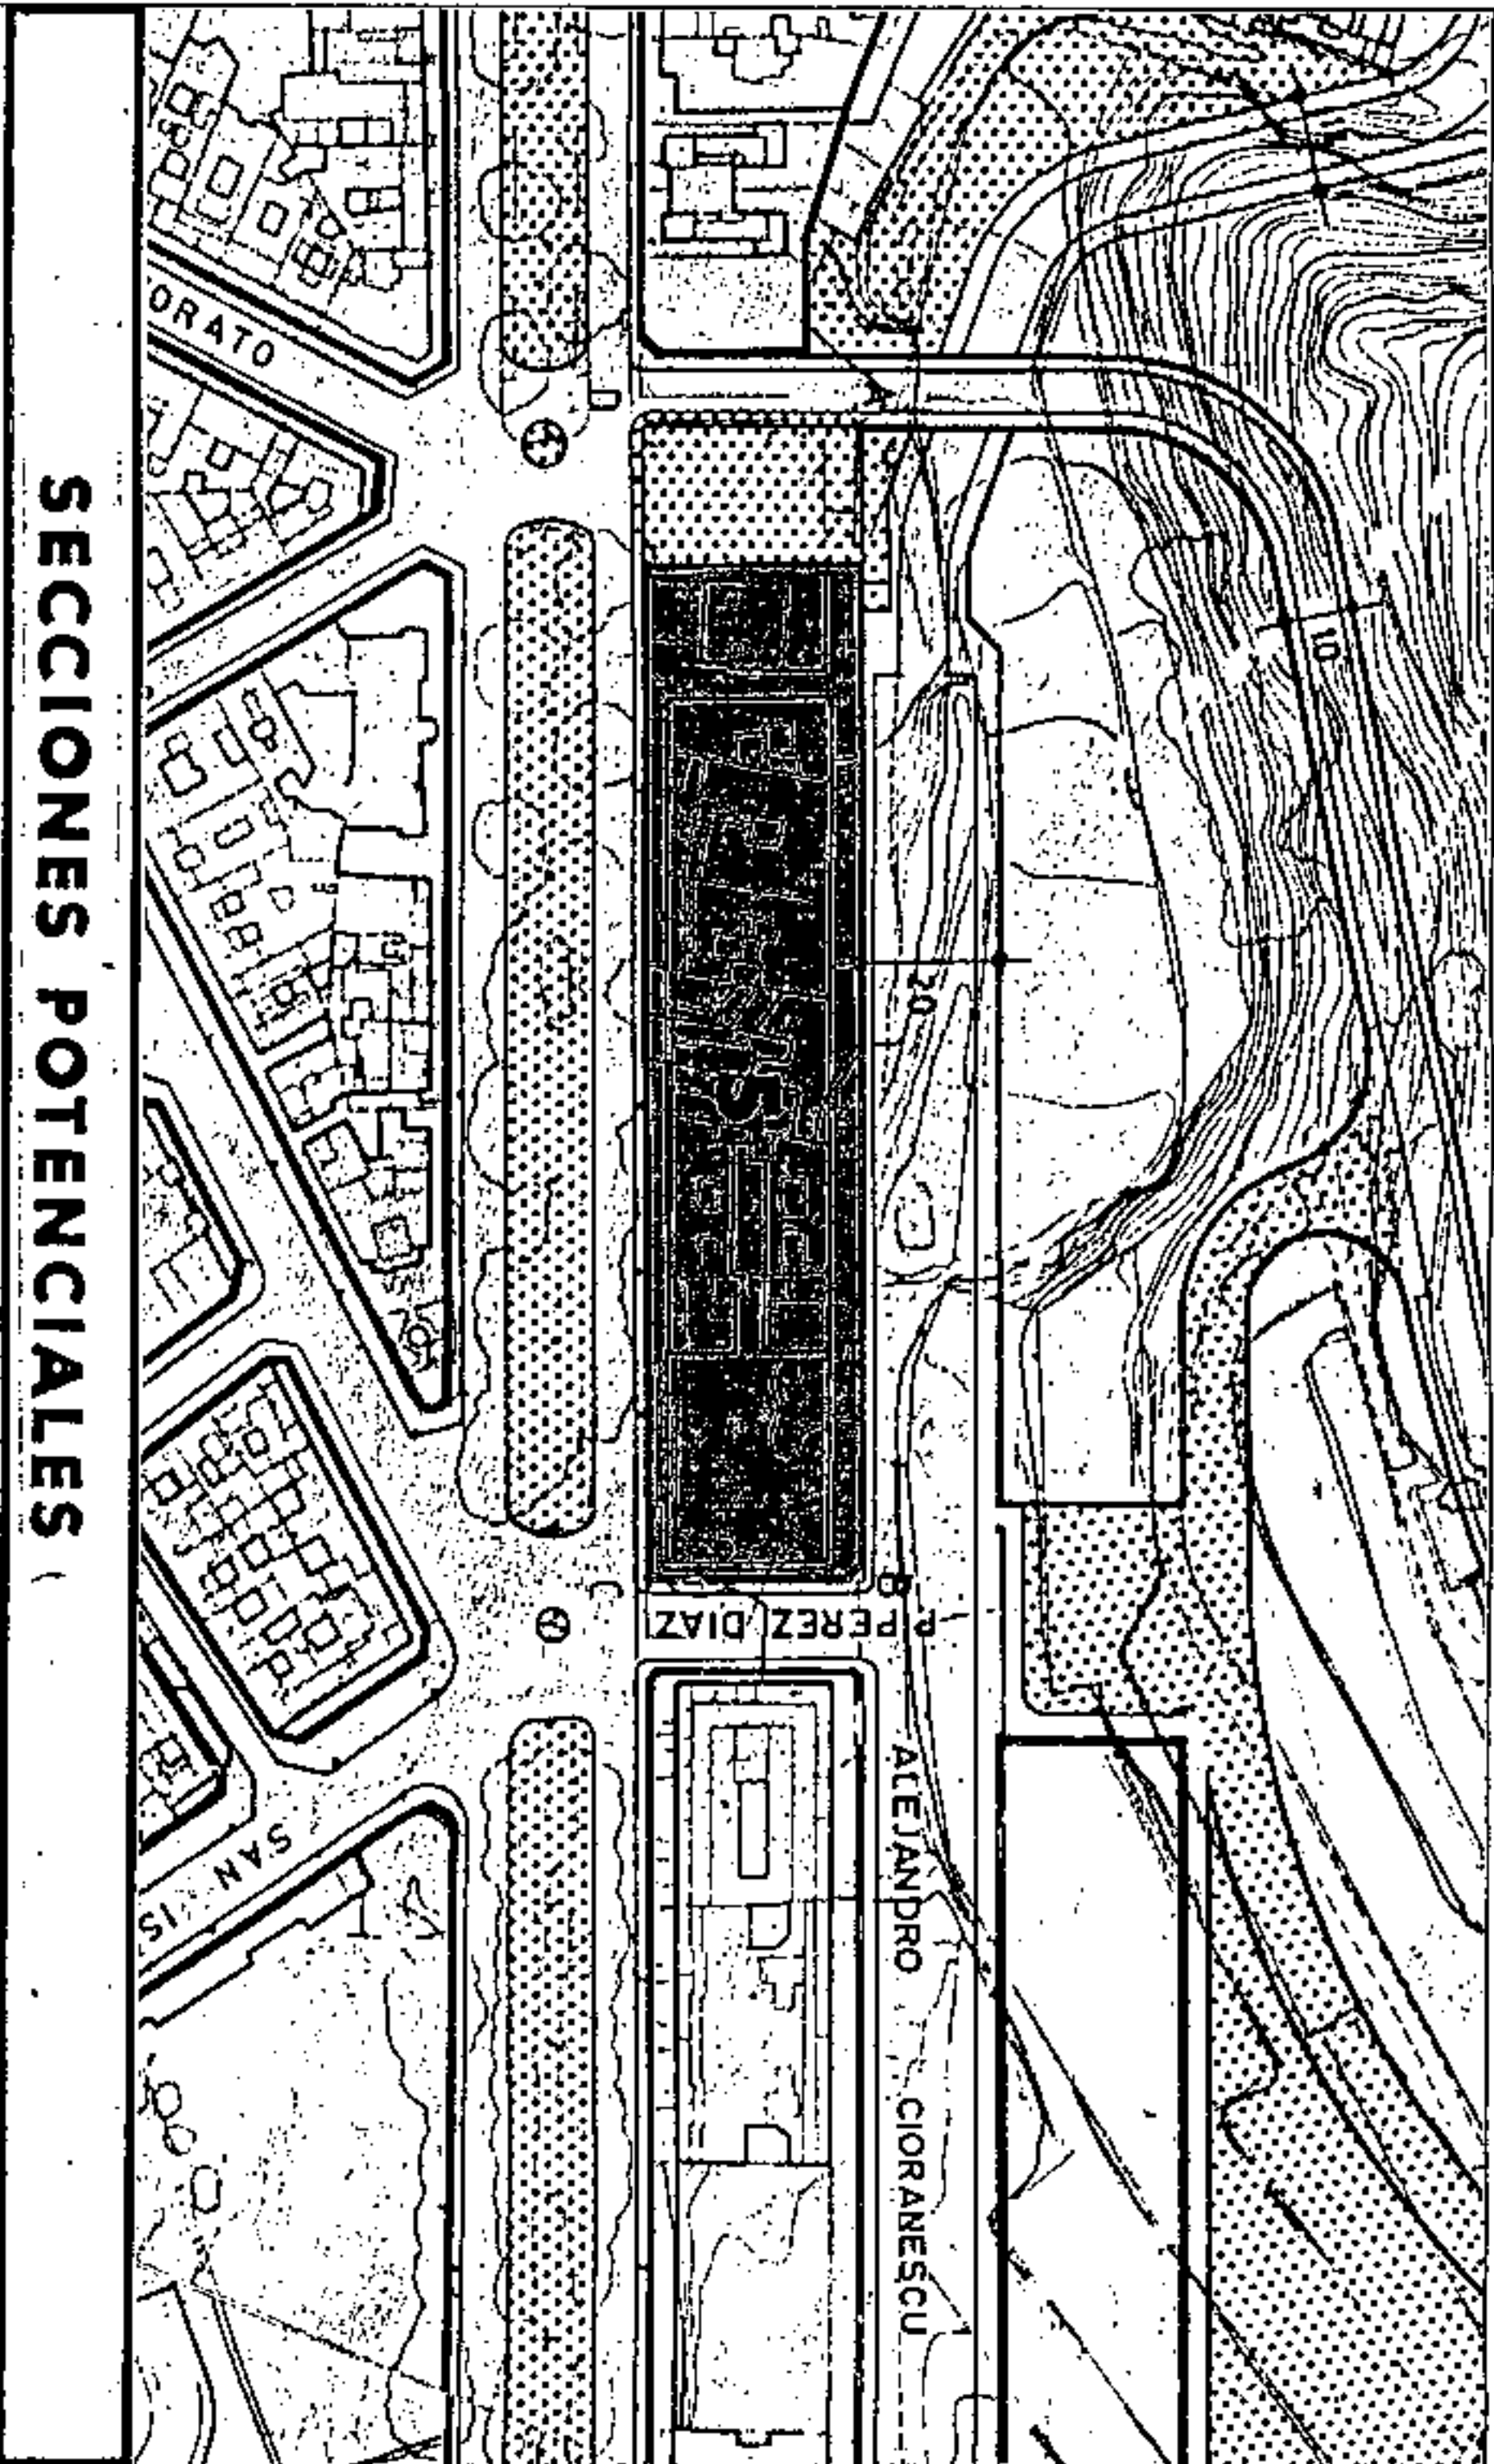 SECCIONES POTENCIALES (
ORATO
10
20
P PEREZ DIAZ
ALEJANDRO CIORANESCU
SAN